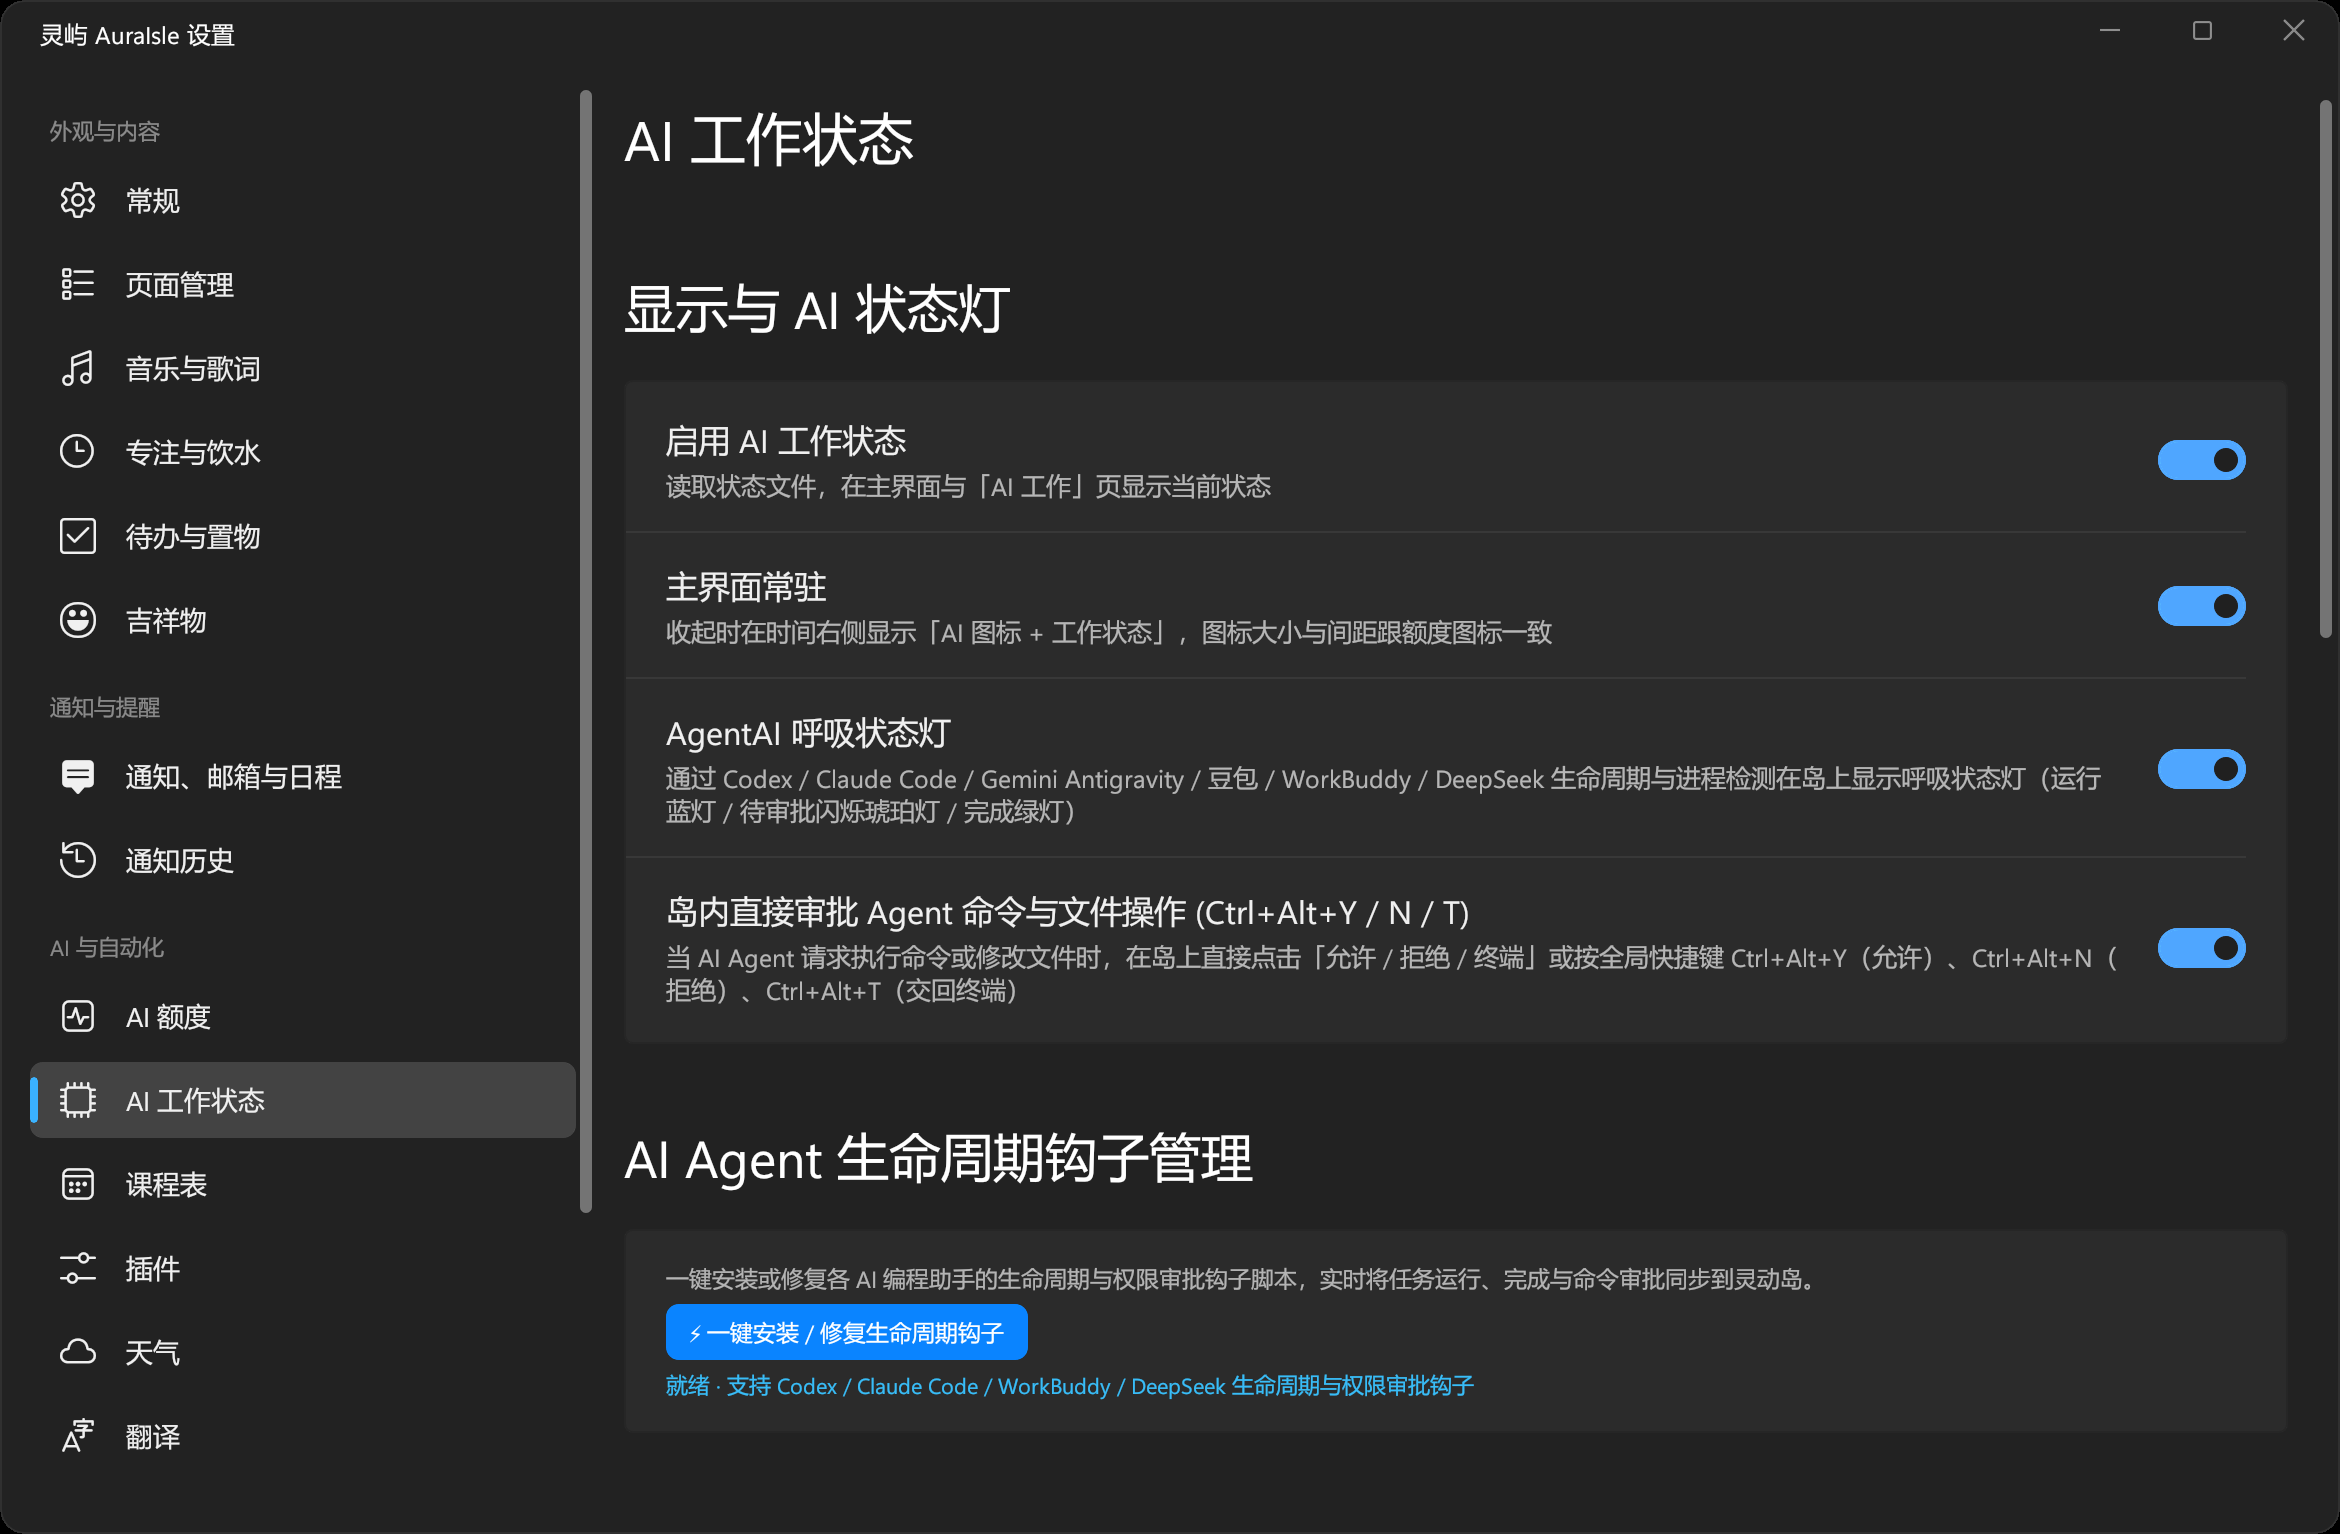 灵屿 AuraIsle 设置
外观与内容
常规
页面管理
音乐与歌词
专注与饮水
待办与置物
吉祥物
通知与提醒
通知、邮箱与日程
通知历史
AI 与自动化
AI 额度
AI 工作状态
课程表
插件
天气
翻译
AI 工作状态
显示与 AI 状态灯
启用 AI 工作状态
读取状态文件，在主界面与「AI 工作」页显示当前状态
主界面常驻
收起时在时间右侧显示「AI 图标 + 工作状态」，图标大小与间距跟额度图标一致
AgentAI 呼吸状态灯
通过 Codex / Claude Code / Gemini Antigravity / 豆包 / WorkBuddy / DeepSeek 生命周期与进程检测在岛上显示呼吸状态灯（运行
蓝灯 / 待审批闪烁琥珀灯 / 完成绿灯）
岛内直接审批 Agent 命令与文件操作 (Ctrl+Alt+Y / N / T)
当 AI Agent 请求执行命令或修改文件时，在岛上直接点击「允许 / 拒绝 / 终端」或按全局快捷键 Ctrl+Alt+Y（允许）、Ctrl+Alt+N（
拒绝）、Ctrl+Alt+T（交回终端）
AI Agent 生命周期钩子管理
一键安装或修复各 AI 编程助手的生命周期与权限审批钩子脚本，实时将任务运行、完成与命令审批同步到灵动岛。
⚡一键安装 / 修复生命周期钩子
就绪 · 支持 Codex / Claude Code / WorkBuddy / DeepSeek 生命周期与权限审批钩子